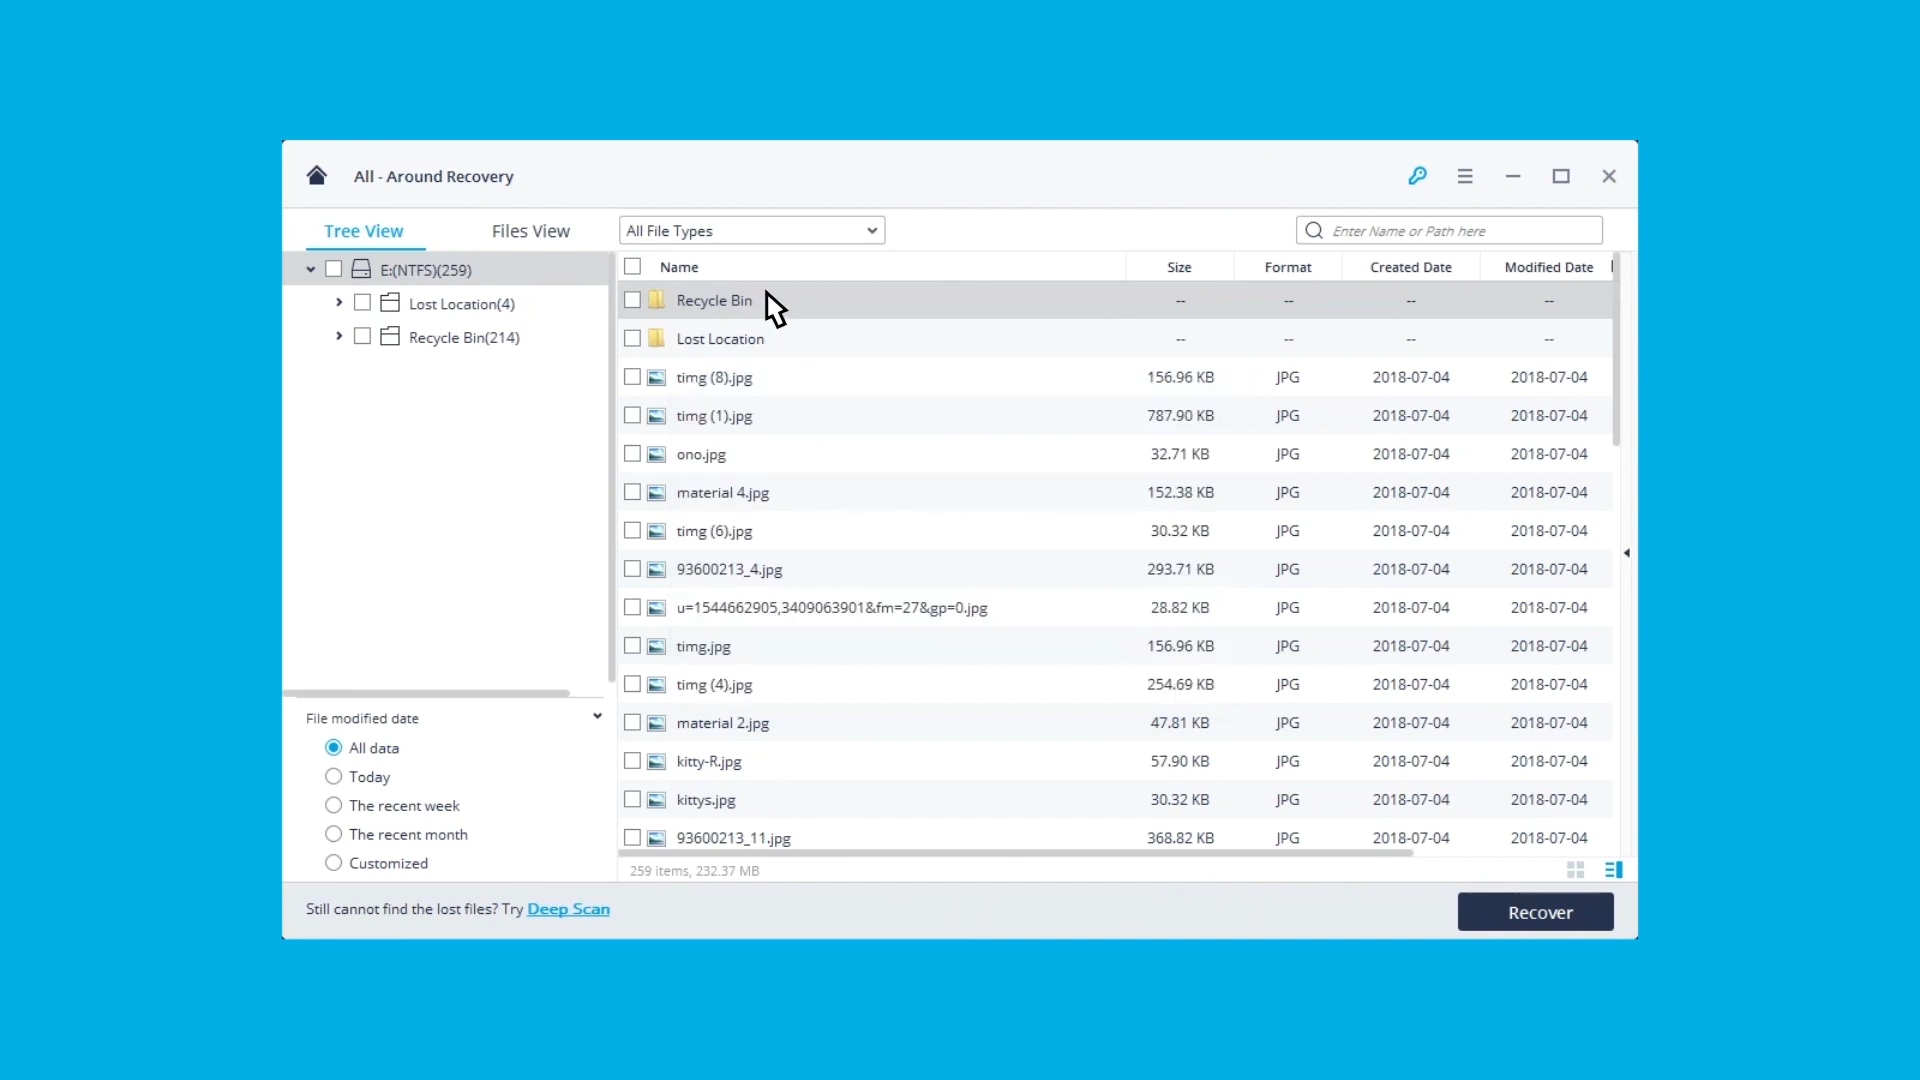 All - Around Recovery
Tree View
Files View
All File Types
Enter Name or Path here
E:(NTFS)(259)
Lost Location(4)
Recycle Bin(214)
File modified date
All data
Today
The recent week
The recent month
Customized
Name Size Format Created Date Modified Date
Recycle Bin -- -- -- --
Lost Location -- -- -- --
timg (8).jpg 156.96 KB JPG 2018-07-04 2018-07-04
timg (1).jpg 787.90 KB JPG 2018-07-04 2018-07-04
ono.jpg 32.71 KB JPG 2018-07-04 2018-07-04
material 4.jpg 152.38 KB JPG 2018-07-04 2018-07-04
timg (6).jpg 30.32 KB JPG 2018-07-04 2018-07-04
93600213_4.jpg 293.71 KB JPG 2018-07-04 2018-07-04
u=1544662905,3409063901&fm=27&gp=0.jpg 28.82 KB JPG 2018-07-04 2018-07-04
timg.jpg 156.96 KB JPG 2018-07-04 2018-07-04
timg (4).jpg 254.69 KB JPG 2018-07-04 2018-07-04
material 2.jpg 47.81 KB JPG 2018-07-04 2018-07-04
kitty-R.jpg 57.90 KB JPG 2018-07-04 2018-07-04
kittys.jpg 30.32 KB JPG 2018-07-04 2018-07-04
93600213_11.jpg 368.82 KB JPG 2018-07-04 2018-07-04
259 items, 232.37 MB
Still cannot find the lost files? Try Deep Scan
Recover